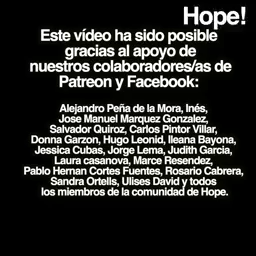 Hope!
Este vídeo ha sido posible
gracias al apoyo de
nuestros colaboradores/as de
Patreon y Facebook:
Alejandro Peña de la Mora, Inés,
Jose Manuel Marquez Gonzalez,
Salvador Quiroz, Carlos Pintor Villar,
Donna Garzon, Hugo Leonid, Ileana Bayona,
Jessica Cubas, Jorge Lema, Judith Garcia,
Laura casanova, Marce Resendez,
Pablo Hernan Cortes Fuentes, Rosario Cabrera,
Sandra Ortells, Ulises David y todos
los miembros de la comunidad de Hope.